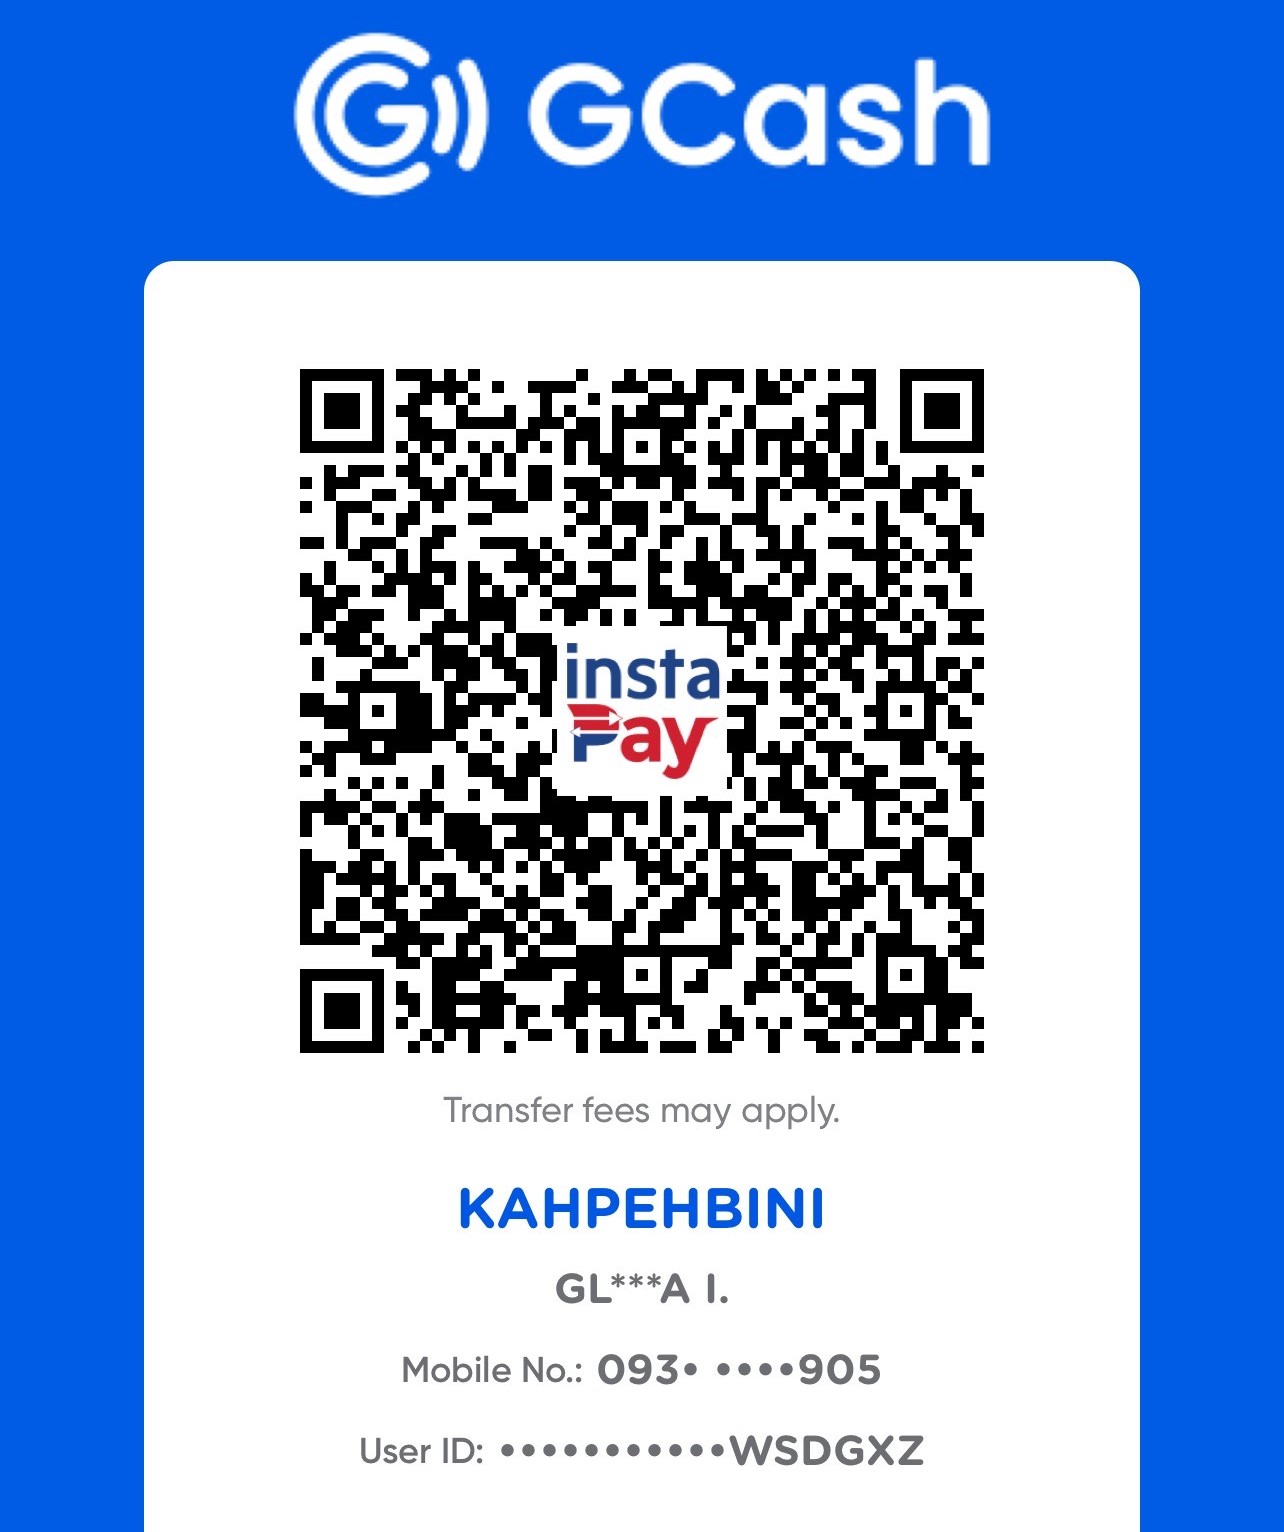 GCash
insta
Pay
Transfer fees may apply.
KAHPEHBINI
GL***A I.
Mobile No.: 093• ••••905
User ID: •••••••••••WSDGXZ